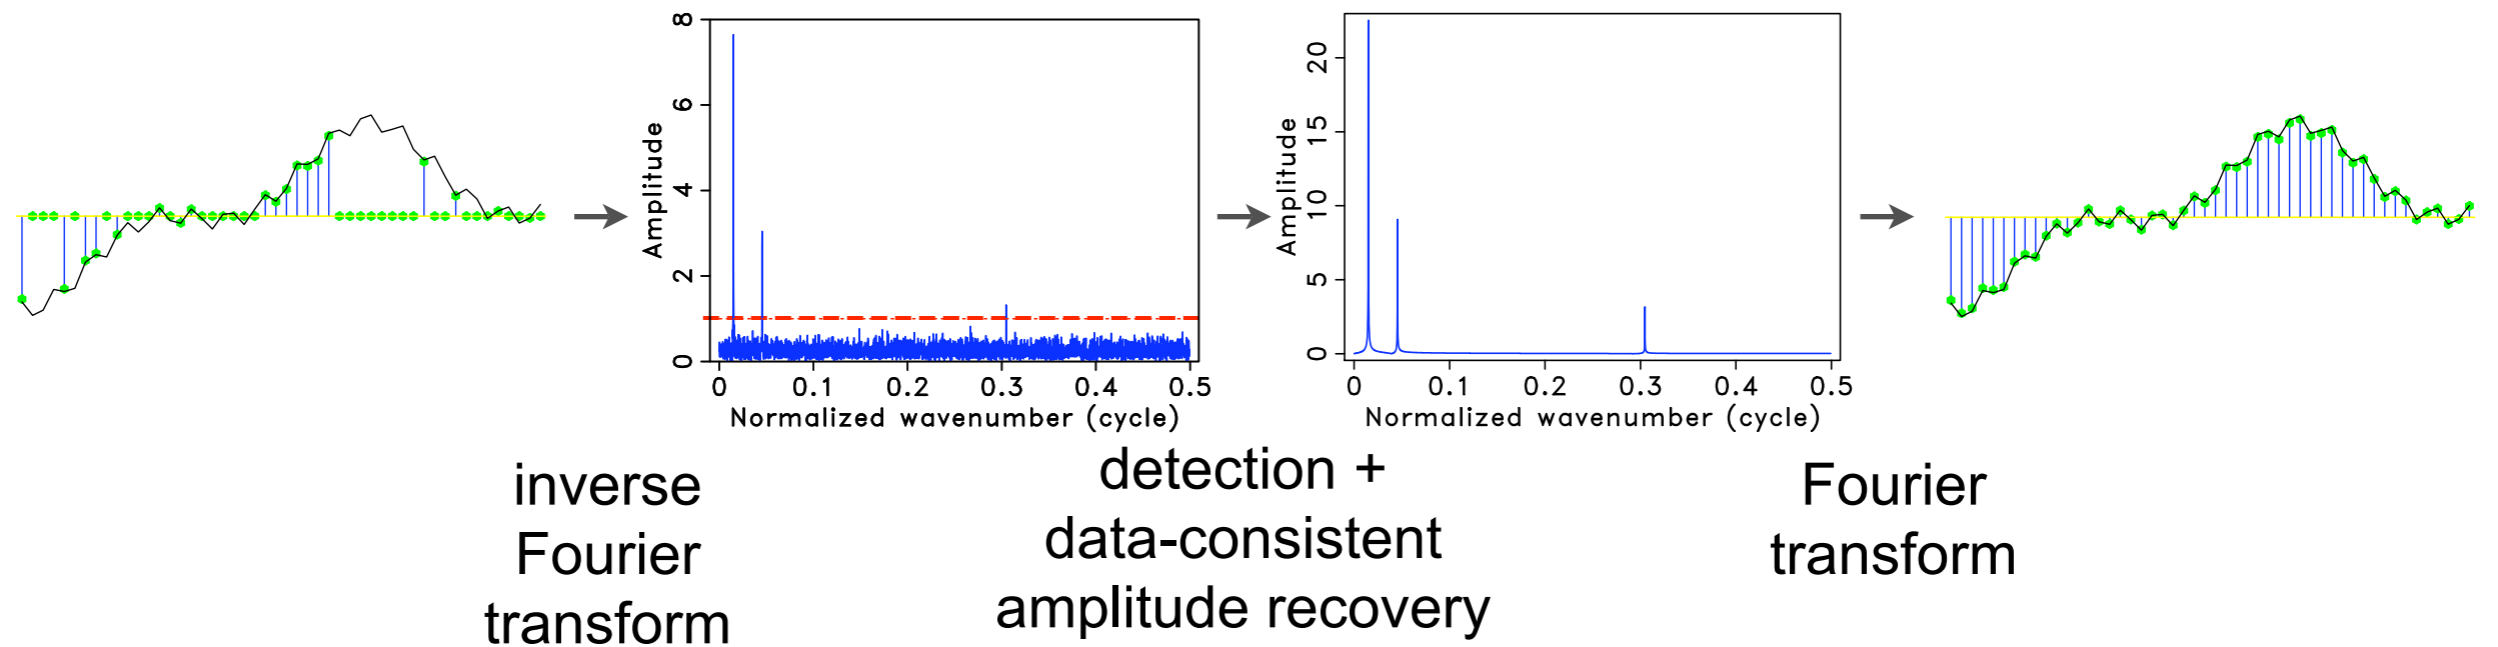 8
6
4
2
0
Amplitude
0 0.1 0.2 0.3 0.4 0.5
Normalized wavenumber (cycle)
20
15
10
5
0
Amplitude
0 0.1 0.2 0.3 0.4 0.5
Normalized wavenumber (cycle)
inverse
Fourier
transform
detection +
data-consistent
amplitude recovery
Fourier
transform